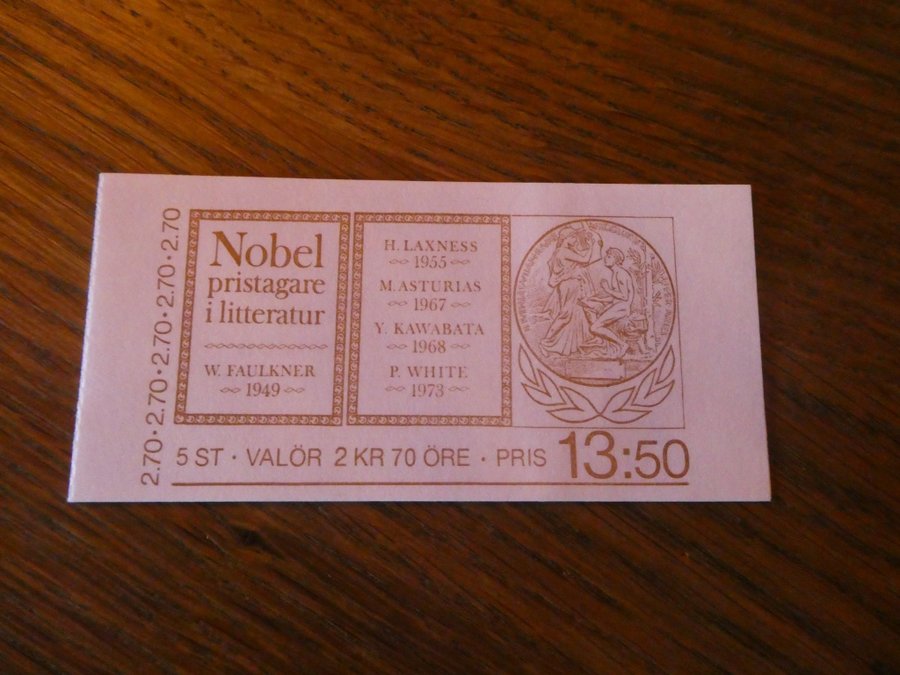 2.70 · 2.70 · 2.70 · 2.70 · 2.70
Nobel
pristagare
i litteratur
W. FAULKNER
1949
H. LAXNESS
1955
M. ASTURIAS
1967
Y. KAWABATA
1968
P. WHITE
1973
5 ST · VALÖR 2 KR 70 ÖRE · PRIS 13:50